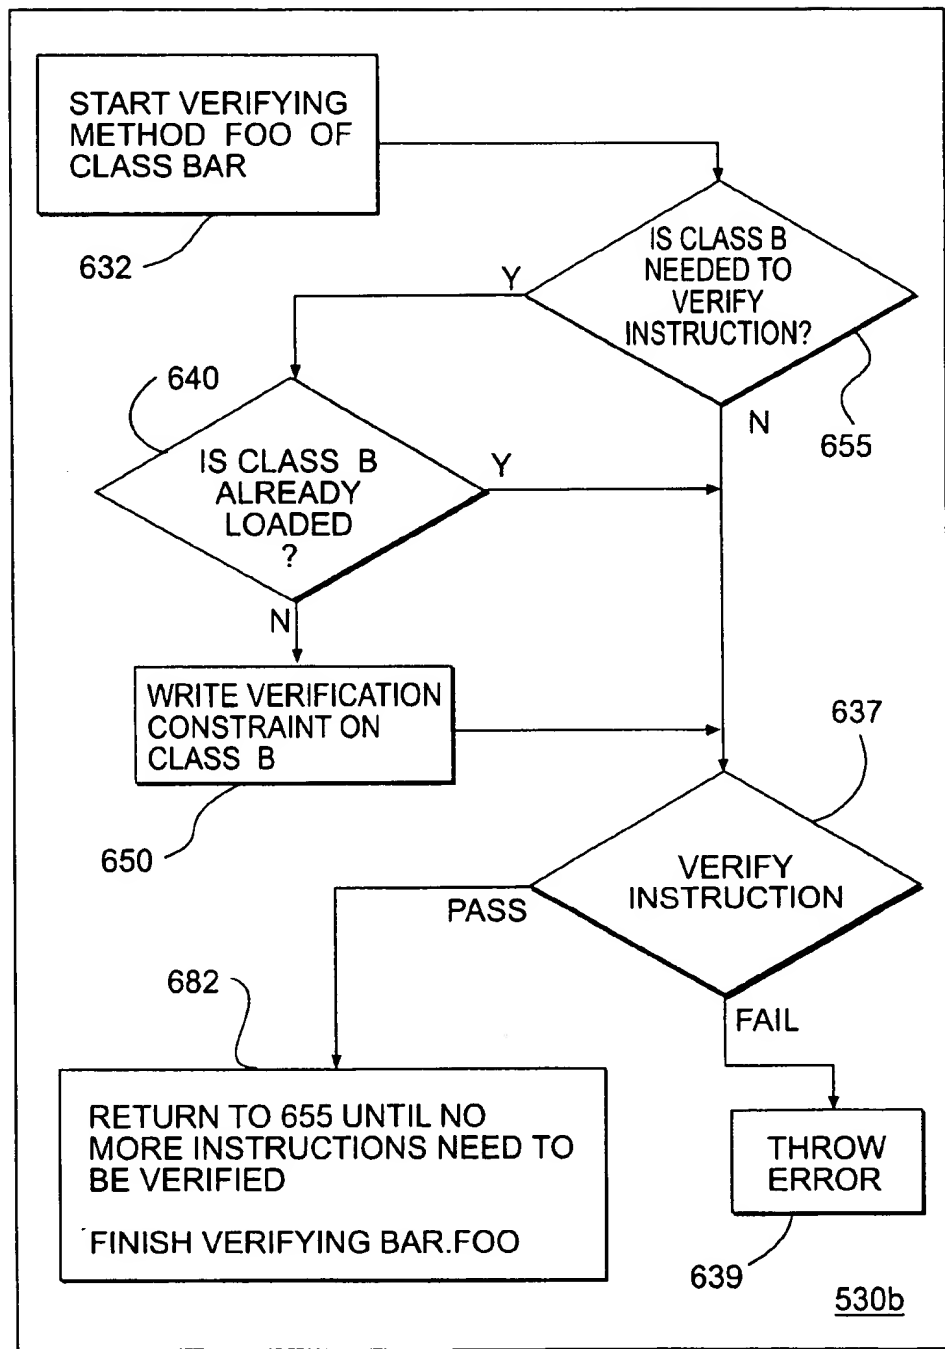 START VERIFYING
METHOD FOO OF
CLASS BAR
632
IS CLASS B
NEEDED TO
VERIFY
INSTRUCTION?
Y
N
655
640
IS CLASS B
ALREADY
LOADED
?
Y
N
WRITE VERIFICATION
CONSTRAINT ON
CLASS B
650
637
VERIFY
INSTRUCTION
PASS
FAIL
682
RETURN TO 655 UNTIL NO
MORE INSTRUCTIONS NEED TO
BE VERIFIED
FINISH VERIFYING BAR.FOO
THROW
ERROR
639
530b